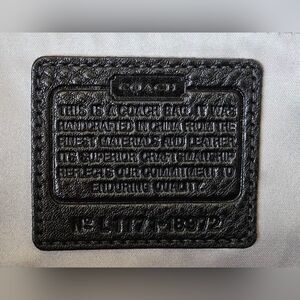 COACH
THIS IS A COACH BAG. IT WAS
HANDCRAFTED IN CHINA FROM THE
FINEST MATERIALS AND LEATHER.
ITS SUPERIOR CRAFTSMANSHIP
REFLECTS OUR COMMITMENT TO
ENDURING QUALITY.
-18972